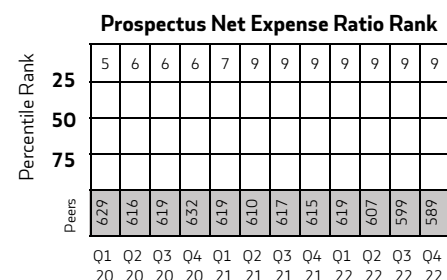 Prospectus Net Expense Ratio Rank
Percentile Rank
5 6 6 6 7 9 9 9 9 9 9 9
25
50
75
Peers
629 616 619 632 619 610 617 615 619 607 599 589
Q1 Q2 Q3 Q4 Q1 Q2 Q3 Q4 Q1 Q2 Q3 Q4
20 20 20 20 21 21 21 21 22 22 22 22